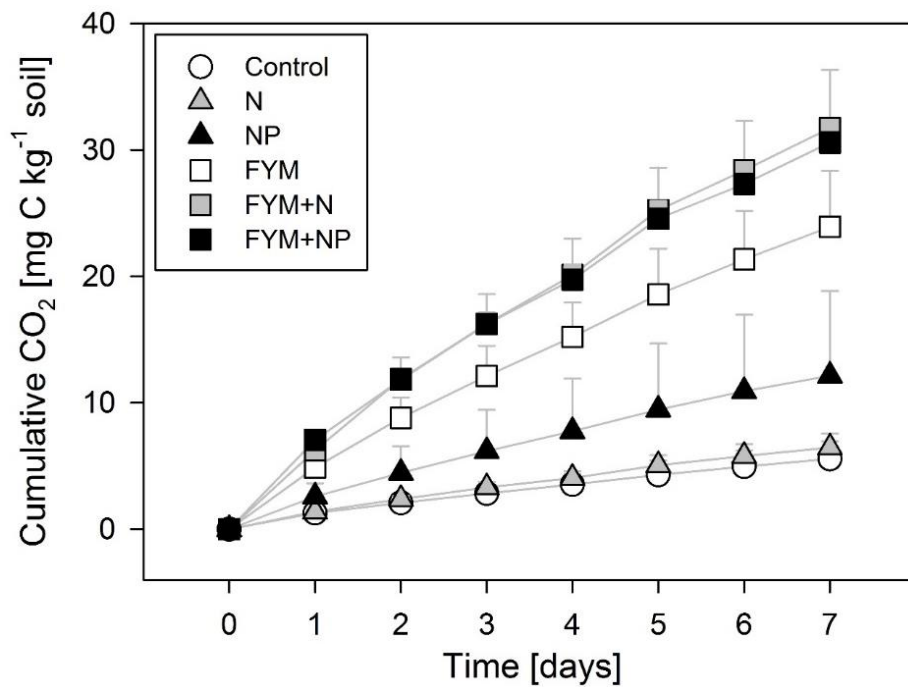 Cumulative CO₂ [mg C kg⁻¹ soil]
40
30
20
10
0
Control
N
NP
FYM
FYM+N
FYM+NP
0 1 2 3 4 5 6 7
Time [days]